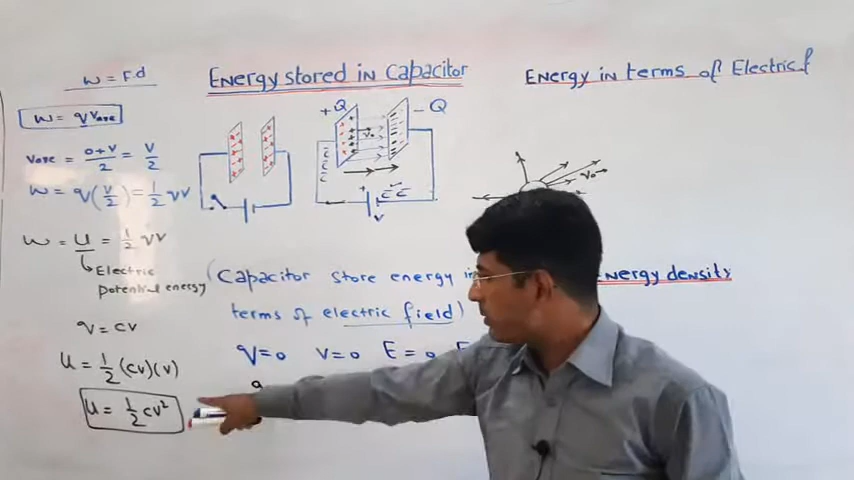 W = F.d
W = qVave
Vave = 0+V/2 = V/2
W = q(V/2) = 1/2 qV
W = U = 1/2 qV
Electric
potential energy
q = CV
U = 1/2 (CV)(V)
U = 1/2 CV²
Energy stored in Capacitor
+Q
-Q
V
(Capacitor store energy in
terms of electric field)
q=0 V=0 E=0
Energy in terms of Electric f
Energy density